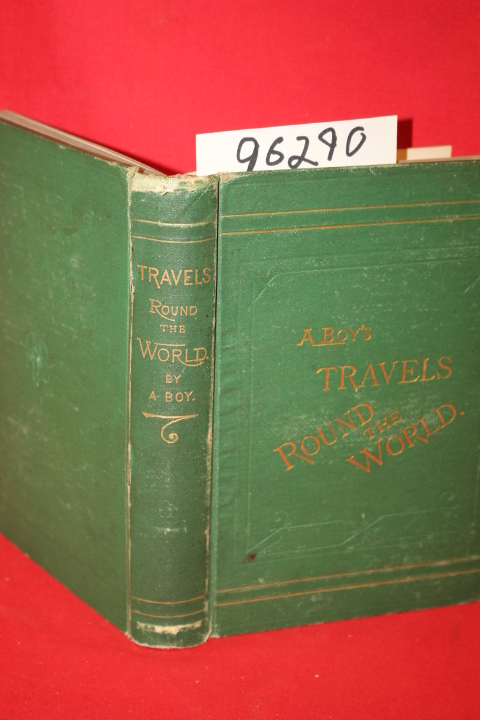 96290
TRAVELS
ROUND
THE
WORLD.
BY
A BOY.
A BOY'S
TRAVELS
ROUND
THE
WORLD.